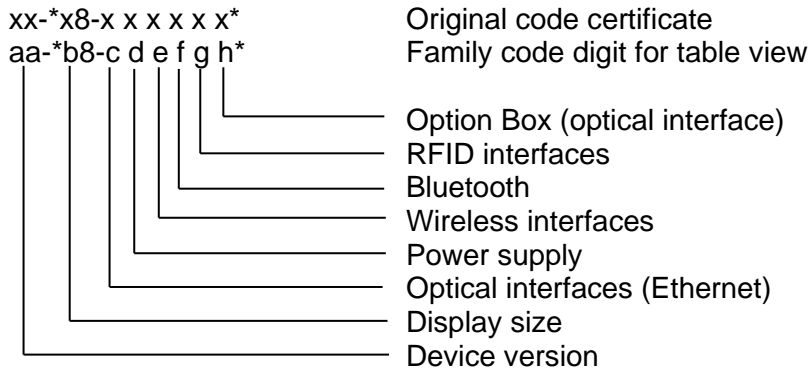 xx-*x8-x x x x x x* Original code certificate
aa-*b8-c d e f g h* Family code digit for table view
Option Box (optical interface)
RFID interfaces
Bluetooth
Wireless interfaces
Power supply
Optical interfaces (Ethernet)
Display size
Device version